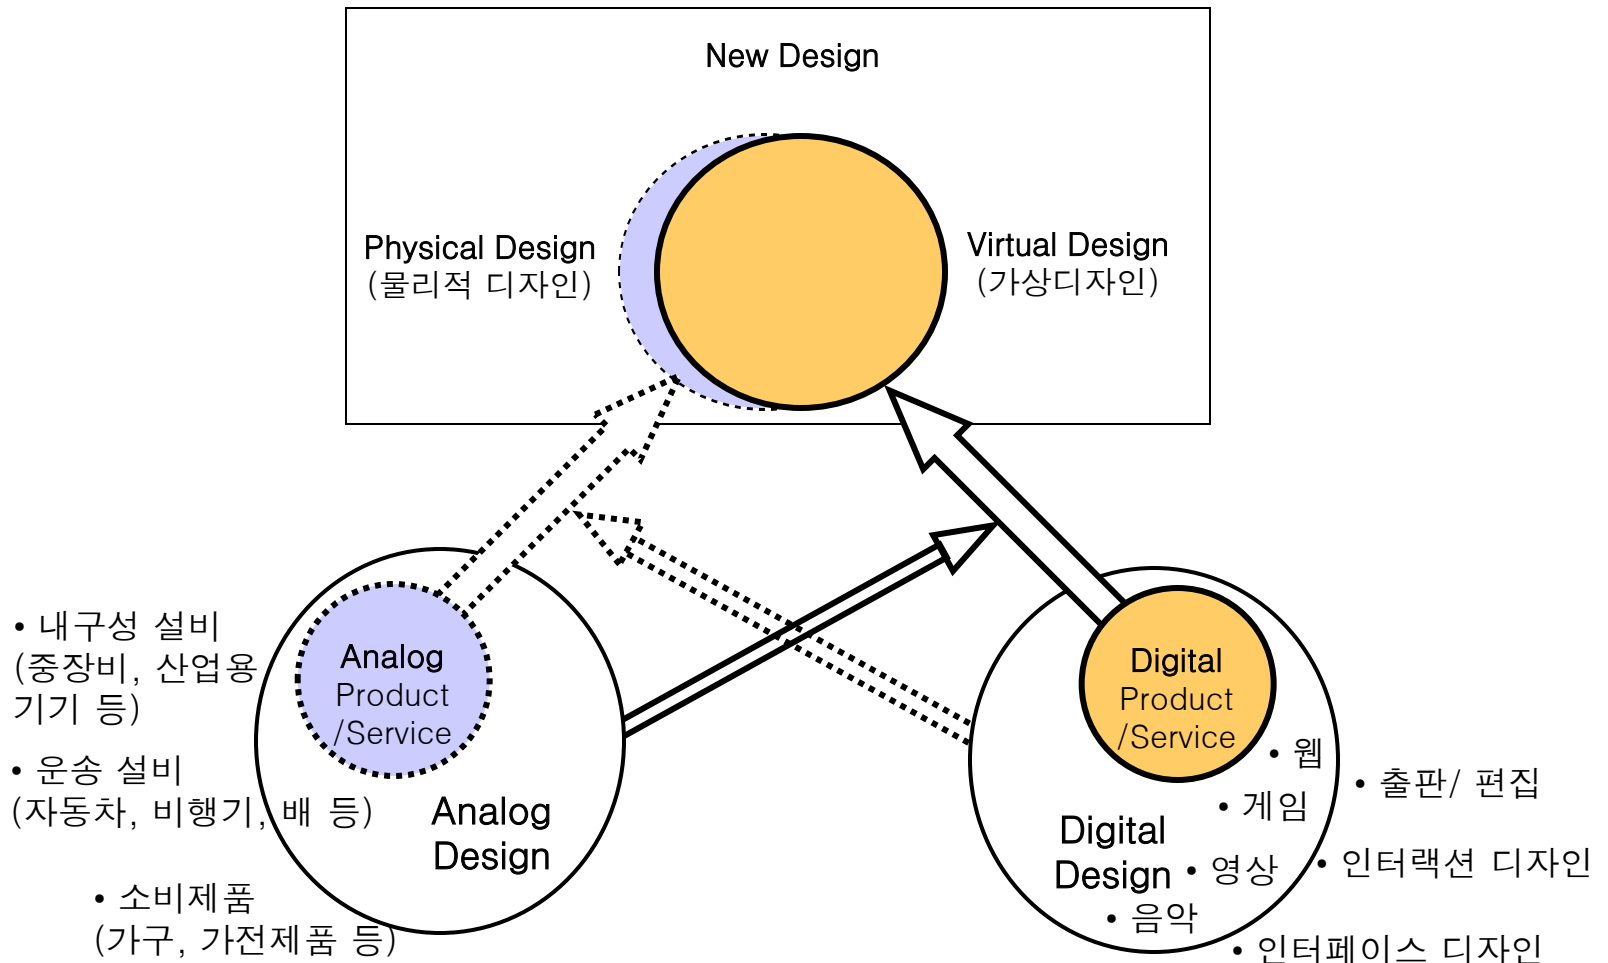 New Design
Physical Design
(물리적 디자인)
Virtual Design
(가상디자인)
• 내구성 설비
(중장비, 산업용
기기 등)
• 운송 설비
(자동차, 비행기, 배 등)
• 소비제품
(가구, 가전제품 등)
Analog
Product
/Service
Analog
Design
Digital
Product
/Service
Digital
Design
• 웹
• 게임
• 영상
• 음악
• 출판/ 편집
• 인터랙션 디자인
• 인터페이스 디자인